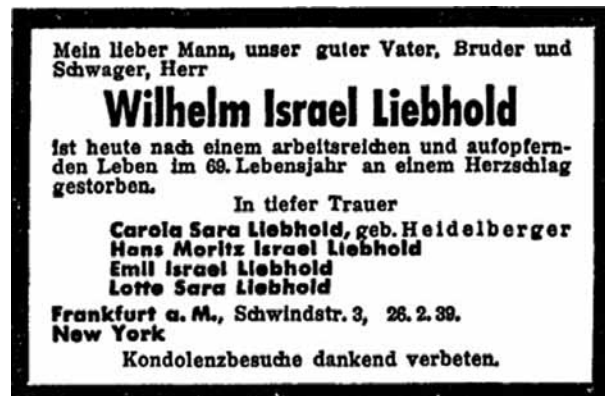 Mein lieber Mann, unser guter Vater, Bruder und
Schwager, Herr
Wilhelm Israel Liebhold
ist heute nach einem arbeitsreichen und aufopfern-
den Leben im 69. Lebensjahr an einem Herzschlag
gestorben.
In tiefer Trauer
Carola Sara Liebhold, geb. Heidelberger
Hans Moritz Israel Liebhold
Emil Israel Liebhold
Lotte Sara Liebhold
Frankfurt a. M., Schwindstr. 3, 26. 2. 39.
New York
Kondolenzbesuche dankend verbeten.